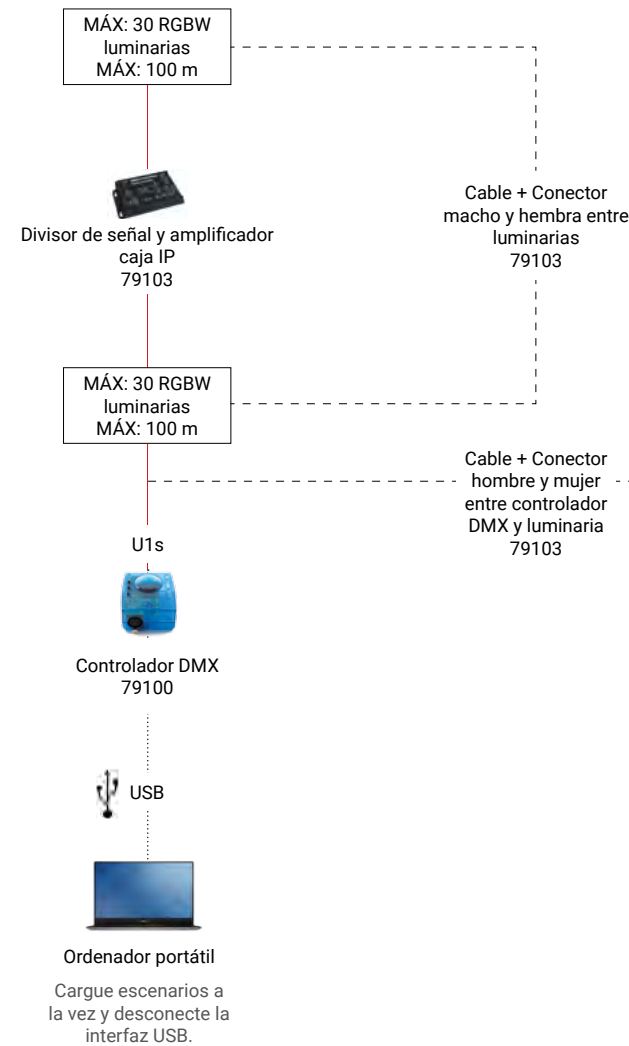 MÁX: 30 RGBW
luminarias
MÁX: 100 m
Divisor de señal y amplificador
caja IP
79103
Cable + Conector
macho y hembra entre
luminarias
79103
MÁX: 30 RGBW
luminarias
MÁX: 100 m
Cable + Conector
hombre y mujer
entre controlador
DMX y luminaria
79103
U1s
Controlador DMX
79100
USB
Ordenador portátil
Cargue escenarios a
la vez y desconecte la
interfaz USB.